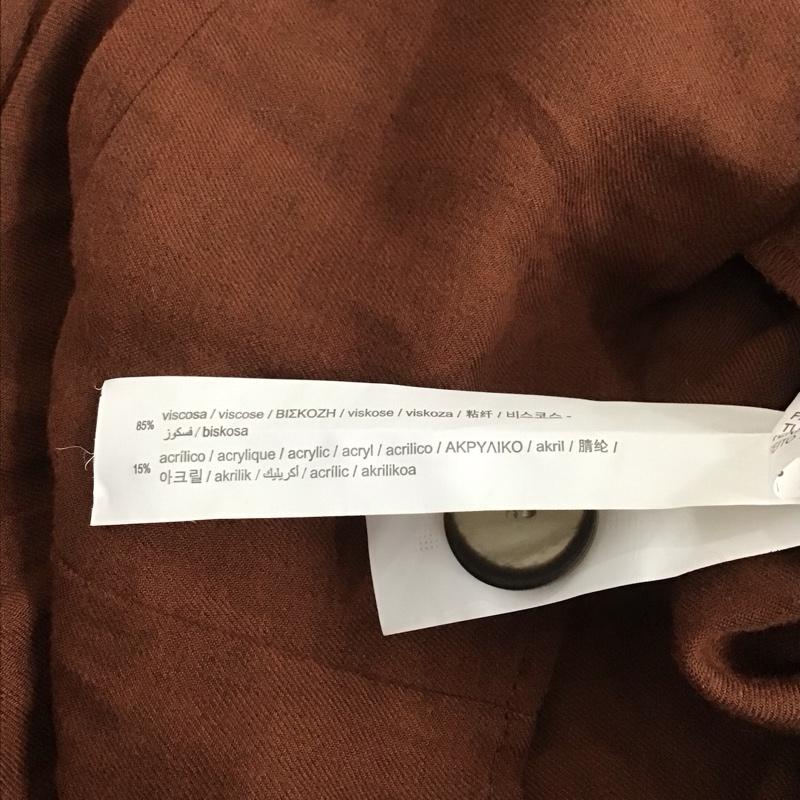 85% viscosa / viscose / ΒΙΣΚΟΖΗ / viskose / viskoza / 粘纤 / 비스코스 -
فسكوز / biskosa
15% acrílico / acrylique / acrylic / acryl / acrilico / ΑΚΡΥΛΙΚΟ / akril / 腈纶 /
아크릴 / akrilik / أكريليك / acrílic / akrilikoa